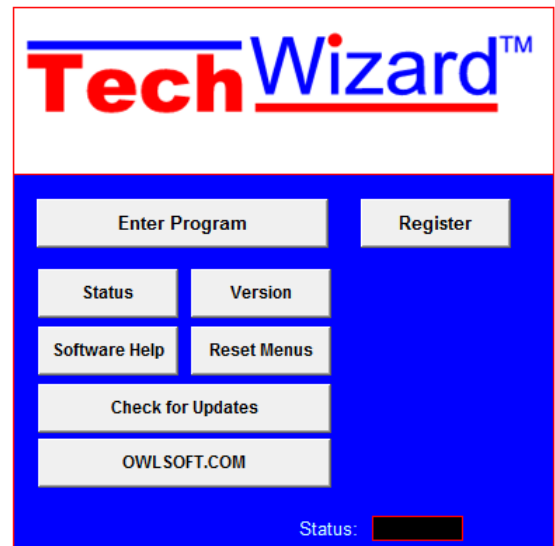 TechWizard™
Enter Program
Register
Status
Version
Software Help
Reset Menus
Check for Updates
OWLSOFT.COM
Status: